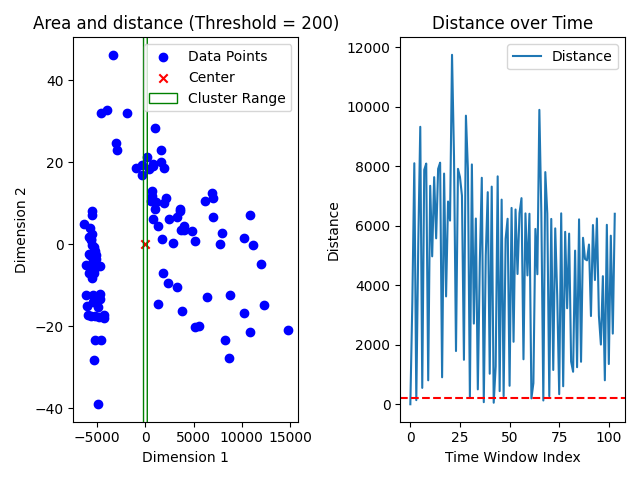 Area and distance (Threshold = 200)
Data Points
Center
Cluster Range
40
20
0
−20
−40
Dimension 2
−5000 0 5000 10000 15000
Dimension 1
Distance over Time
Distance
12000
10000
8000
6000
4000
2000
0
Distance
0 25 50 75 100
Time Window Index